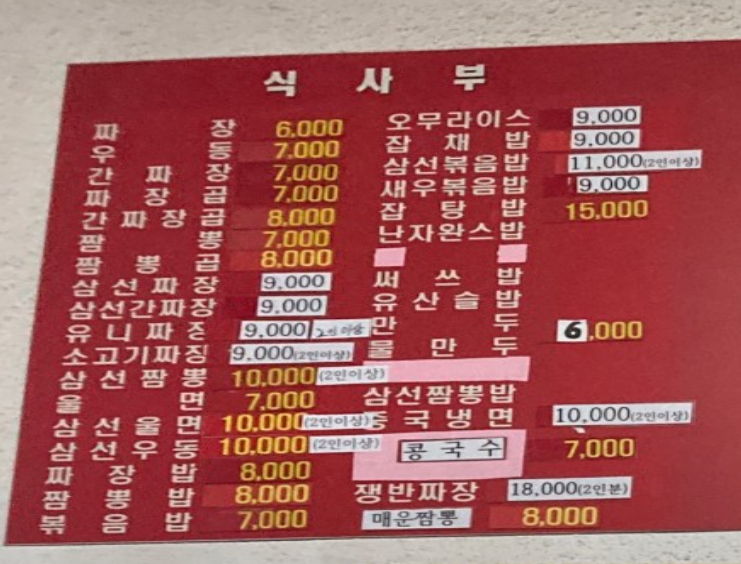 식사부
짜장 6,000
우동 7,000
간짜장 7,000
짜장곱 7,000
간짜장곱 8,000
짬뽕 7,000
짬뽕곱 8,000
삼선짜장 9,000
삼선간짜장 9,000
유니짜장 9,000 2인이상
소고기짜장 9,000(2인이상)
삼선짬뽕 10,000(2인이상)
울면 7,000
삼선울면 10,000(2인이상)
삼선우동 10,000(2인이상)
짜장밥 8,000
짬뽕밥 8,000
볶음밥 7,000
오무라이스 9,000
잡채밥 9,000
삼선볶음밥 11,000(2인이상)
새우볶음밥 9,000
잡탕밥 15,000
난자완스밥
써쓰밥
유산슬밥
만두 6,000
물만두
삼선짬뽕밥
중국냉면 10,000(2인이상)
콩국수 7,000
쟁반짜장 18,000(2인분)
매운짬뽕 8,000